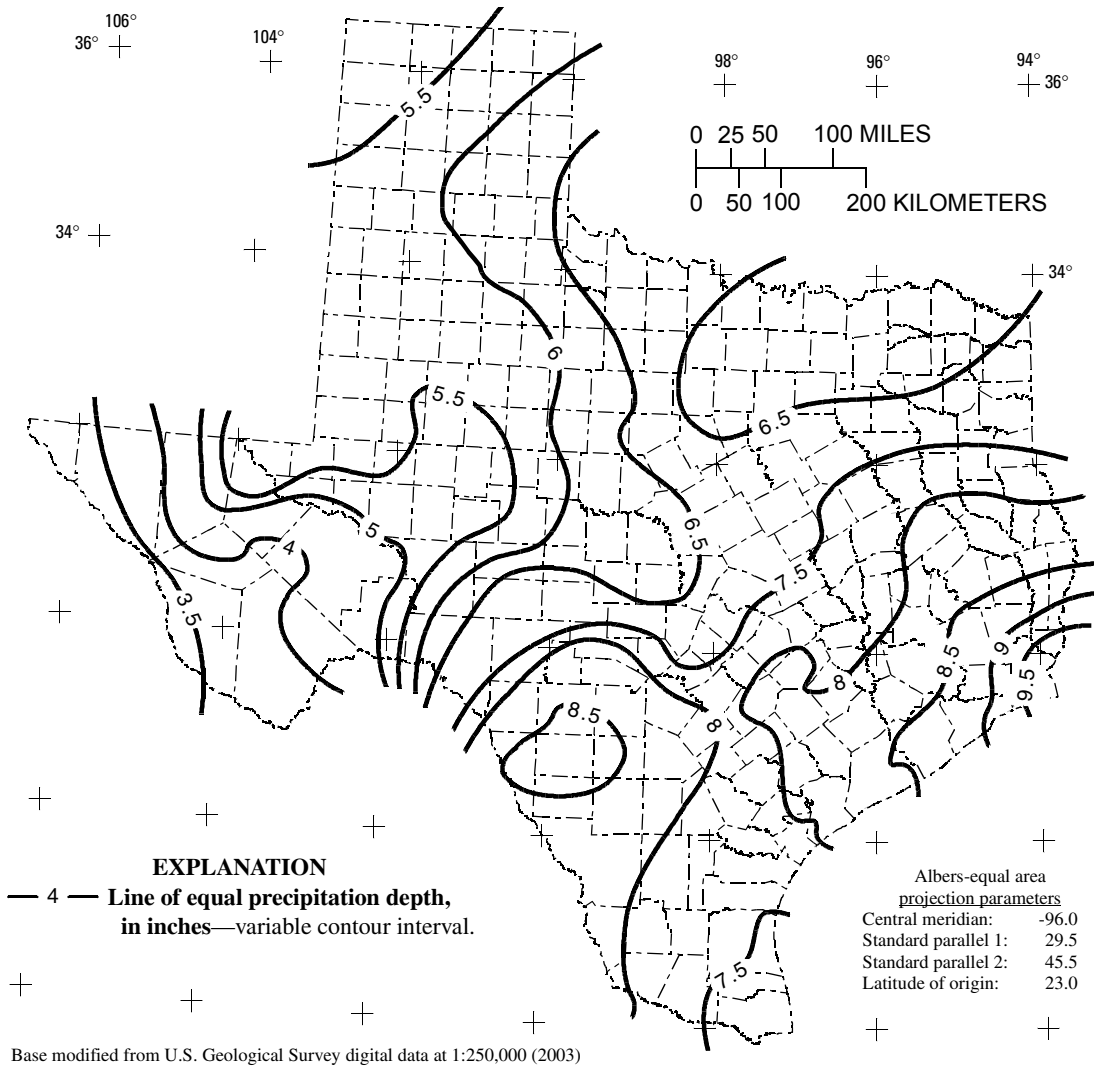 106°
36°
104°
98°
96°
94°
36°
5.5
0 25 50 100 MILES
0 50 100 200 KILOMETERS
34°
34°
6
5.5
6.5
6.5
5
4
7.5
3.5
9
8.5
8
9.5
8.5
8
7.5
EXPLANATION
4 Line of equal precipitation depth,
in inches—variable contour interval.
Albers-equal area
projection parameters
Central meridian: -96.0
Standard parallel 1: 29.5
Standard parallel 2: 45.5
Latitude of origin: 23.0
Base modified from U.S. Geological Survey digital data at 1:250,000 (2003)